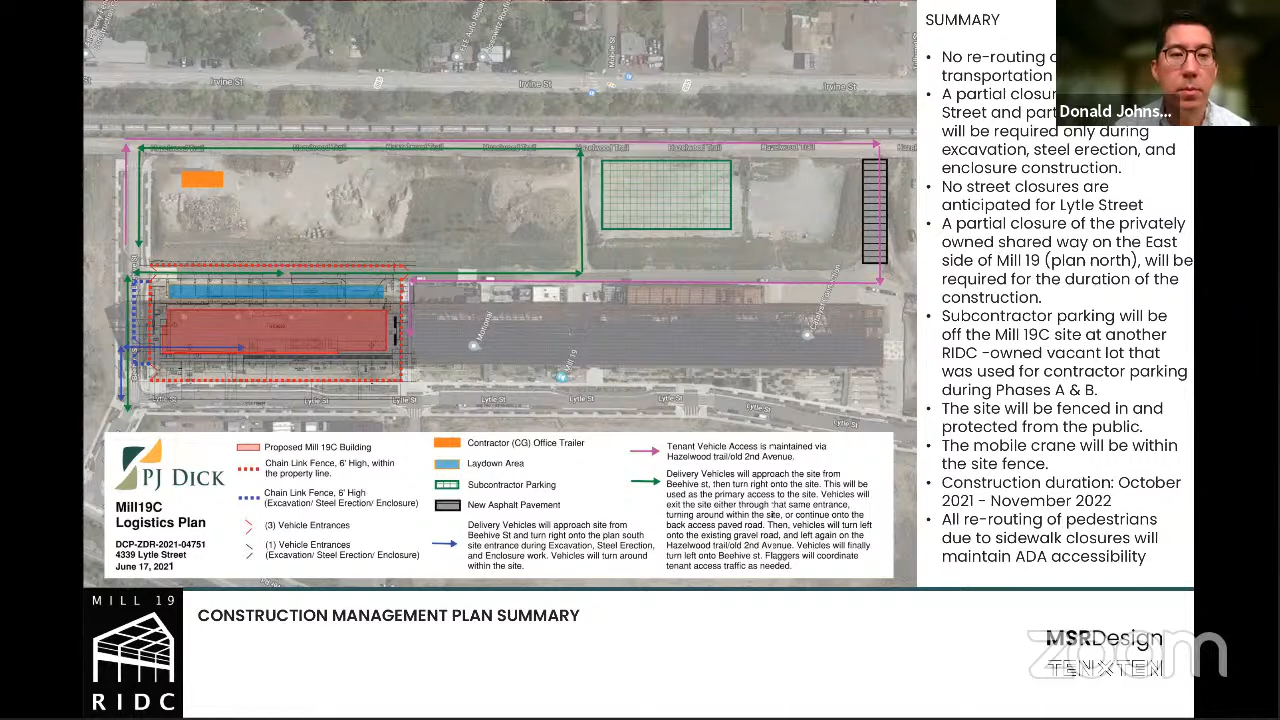 SUMMARY
No re-routing
transportation
A partial closur
Street and part
will be required only during
excavation, steel erection, and
enclosure construction.
No street closures are
anticipated for Lytle Street
A partial closure of the privately
owned shared way on the East
side of Mill 19 (plan north), will be
required for the duration of the
construction.
Subcontractor parking will be
off the Mill 19C site at another
RIDC -owned vacant lot that
was used for contractor parking
during Phases A & B.
The site will be fenced in and
protected from the public.
The mobile crane will be within
the site fence.
Construction duration: October
2021 - November 2022
All re-routing of pedestrians
due to sidewalk closures will
maintain ADA accessibility
Donald Johns...
Irvine St
Irvine St
Irvine St
Hazelwood Trail
Hazelwood Trail
Hazelwood Trail
Hazelwood Trail
Hazelwood Trail
Hazelwood Trail
Mill 19
Lytle St
Lytle St
Lytle St
Lytle St
Lytle St
Lytle St
Lytle St
Lytle St
PJ DICK
Mill19C
Logistics Plan
DCP-ZDR-2021-04751
4339 Lytle Street
June 17, 2021
Proposed Mill 19C Building
Chain Link Fence, 6' High, within
the property line.
Chain Link Fence, 6' High
(Excavation/ Steel Erection/ Enclosure)
(3) Vehicle Entrances
(1) Vehicle Entrances
(Excavation/ Steel Erection/ Enclosure)
Contractor (CG) Office Trailer
Laydown Area
Subcontractor Parking
New Asphalt Pavement
Delivery Vehicles will approach site from
Beehive St and turn right onto the plan south
site entrance during Excavation, Steel Erection,
and Enclosure work. Vehicles will turn around
within the site.
Tenant Vehicle Access is maintained via
Hazelwood trail/old 2nd Avenue.
Delivery Vehicles will approach the site from
Beehive st, then turn right onto the site. This will be
used as the primary access to the site. Vehicles will
exit the site either through that same entrance,
turning around within the site, or continue onto the
back access paved road. Then, vehicles will turn left
onto the existing gravel road, and left again on the
Hazelwood trail/old 2nd Avenue. Vehicles will finally
turn left onto Beehive st. Flaggers will coordinate
tenant access traffic as needed.
MILL 19
RIDC
CONSTRUCTION MANAGEMENT PLAN SUMMARY
MSRDesign
TENXTEN
zoom